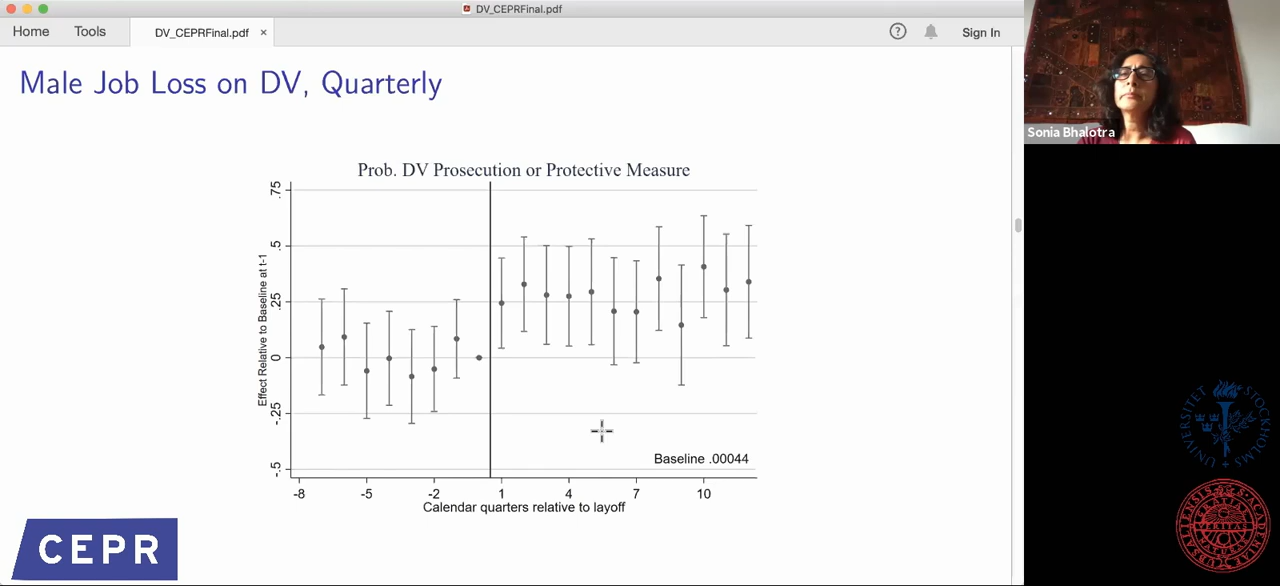 DV_CEPRFinal.pdf
Home
Tools
DV_CEPRFinal.pdf ×
?
Sign In
Male Job Loss on DV, Quarterly
Prob. DV Prosecution or Protective Measure
Effect Relative to Baseline at t-1
.75
.5
.25
0
-.25
-.5
Baseline .00044
-8 -5 -2 1 4 7 10
Calendar quarters relative to layoff
CEPR
Sonia Bhalotra